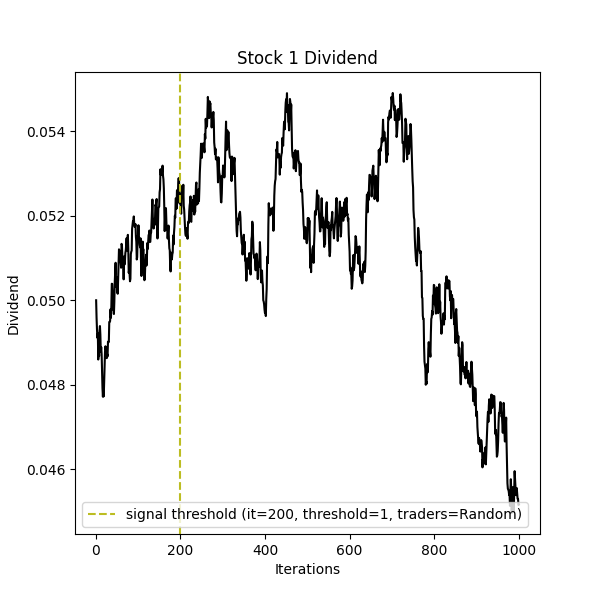 Stock 1 Dividend
0.054
0.052
0.050
0.048
0.046
Dividend
signal threshold (it=200, threshold=1, traders=Random)
0 200 400 600 800 1000
Iterations